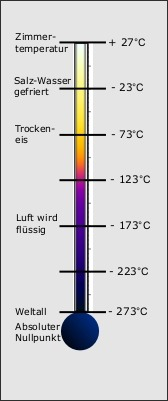 Zimmer-
temperatur
+ 27°C
Salz-Wasser
gefriert
- 23°C
Trocken-
eis
- 73°C
- 123°C
Luft wird
flüssig
- 173°C
- 223°C
Weltall
- 273°C
Absoluter
Nullpunkt